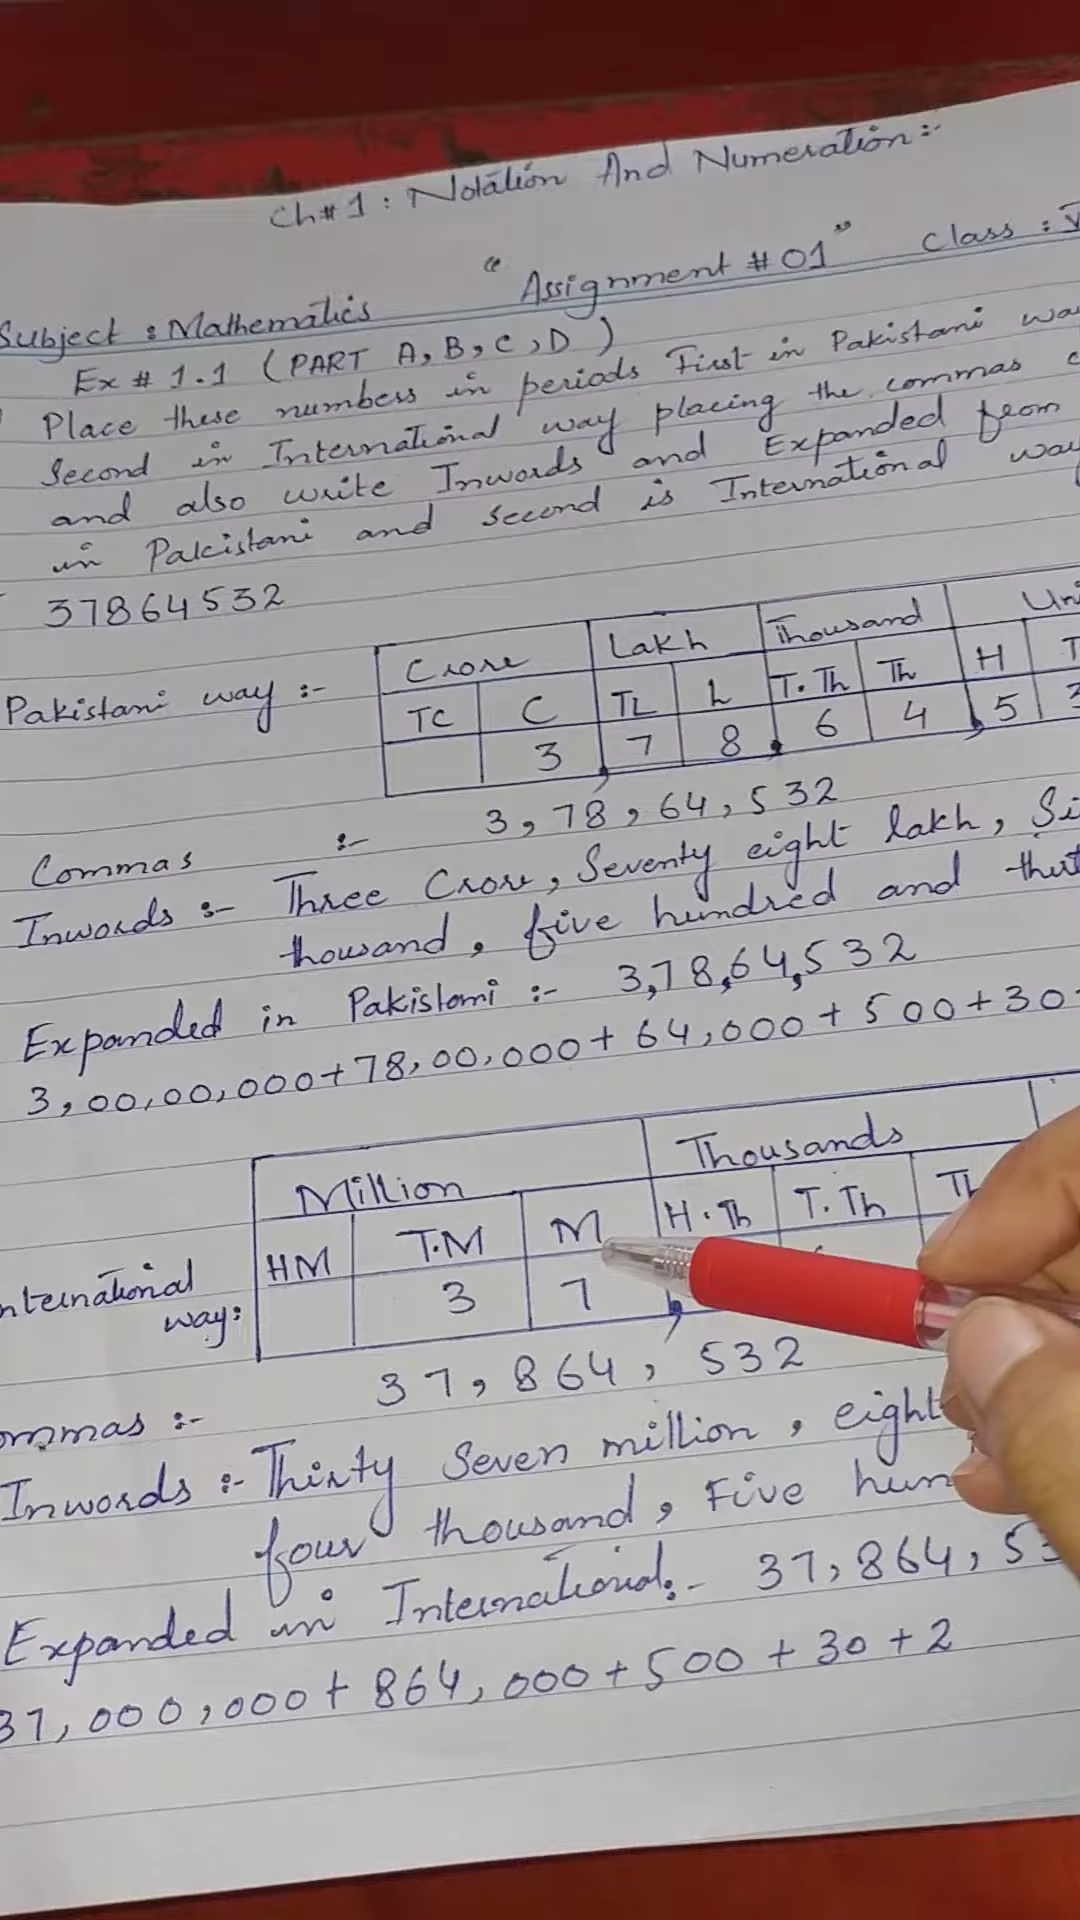 Ch#1: Notation And Numeration:-
"Assignment #01" Class:
Subject: Mathematics
Ex # 1.1 (PART A, B, C, D)
Place these numbers in periods First in Pakistani
Second in International way placing the commas
and also write Inwords and Expanded from
in Pakistani and second is International way
37864532
Crore Lakh Thousand
Pakistani way :- TC C TL L T.Th Th H
3 7 8 6 4 5
Commas :- 3,78,64,532
Inwords :- Three Crore, Seventy eight lakh,
thousand, five hundred and
Expanded in Pakistani :- 3,78,64,532
3,00,00,000+78,00,000+64,000+500+30
Million Thousands
HM T.M M H.Th T.Th
way: 3 7
37,864,532
Inwords :- Thirty Seven million, eight
four thousand, Five
Expanded in International:- 37,864,
37,000,000+864,000+500+30+2